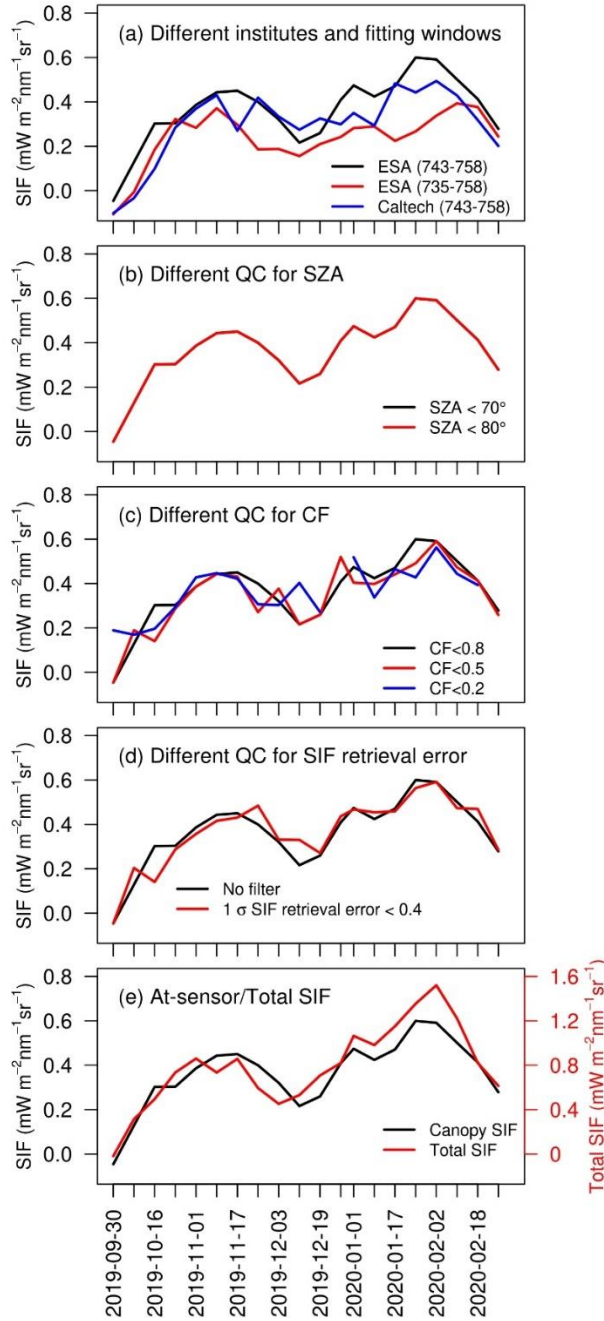 (a) Different institutes and fitting windows
0.8
0.6
0.4
0.2
0.0
SIF (mW m−2nm−1sr−1)
ESA (743-758)
ESA (735-758)
Caltech (743-758)
(b) Different QC for SZA
0.8
0.6
0.4
0.2
0.0
SIF (mW m−2nm−1sr−1)
SZA < 70°
SZA < 80°
(c) Different QC for CF
0.8
0.6
0.4
0.2
0.0
SIF (mW m−2nm−1sr−1)
CF<0.8
CF<0.5
CF<0.2
(d) Different QC for SIF retrieval error
0.8
0.6
0.4
0.2
0.0
SIF (mW m−2nm−1sr−1)
No filter
1 σ SIF retrieval error < 0.4
(e) At-sensor/Total SIF
0.8
0.6
0.4
0.2
0.0
SIF (mW m−2nm−1sr−1)
1.6
1.2
0.8
0.4
0
Total SIF (mW m−2nm−1sr−1)
Canopy SIF
Total SIF
2019-09-30
2019-10-16
2019-11-01
2019-11-17
2019-12-03
2019-12-19
2020-01-01
2020-01-17
2020-02-02
2020-02-18